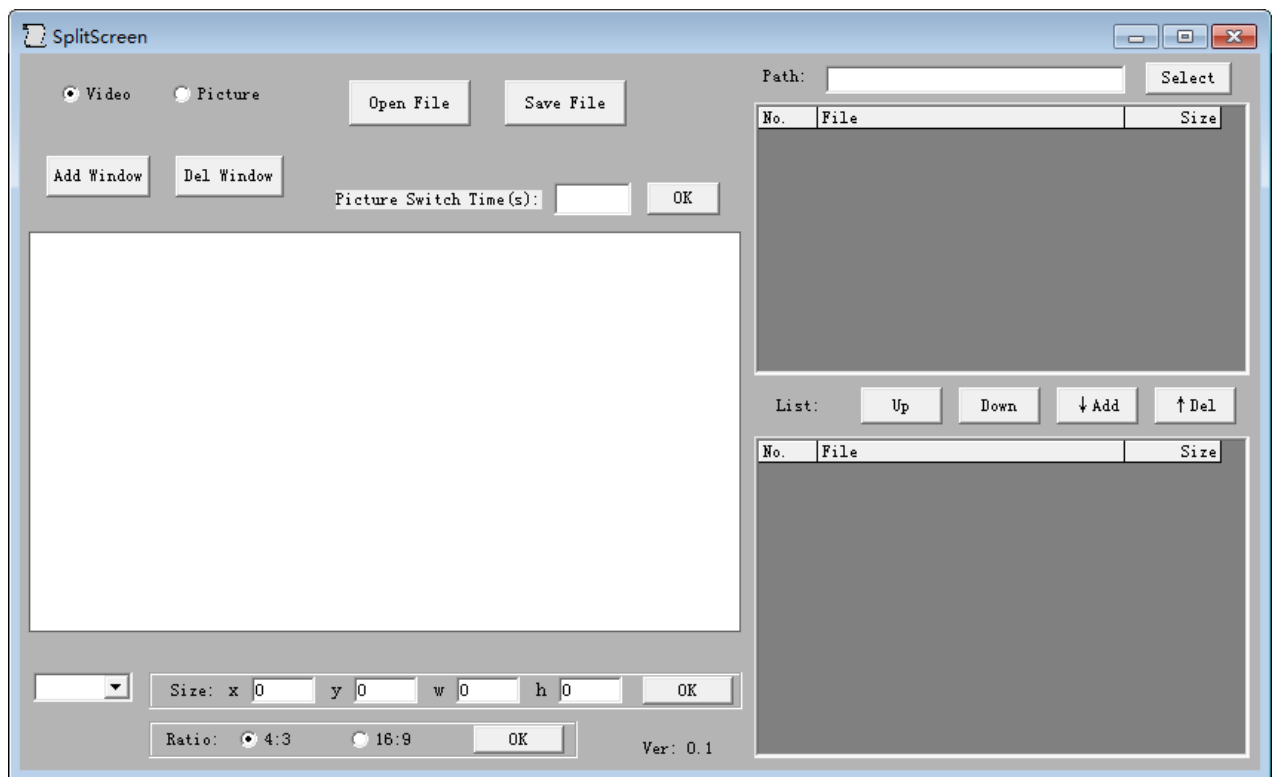 SplitScreen
Video Picture Open File Save File
Add Window Del Window
Picture Switch Time(s): OK
Size: x 0 y 0 w 0 h 0 OK
Ratio: 4:3 16:9 OK
Ver: 0.1
Path: Select
No. File Size
List: Up Down ↓Add ↑Del
No. File Size